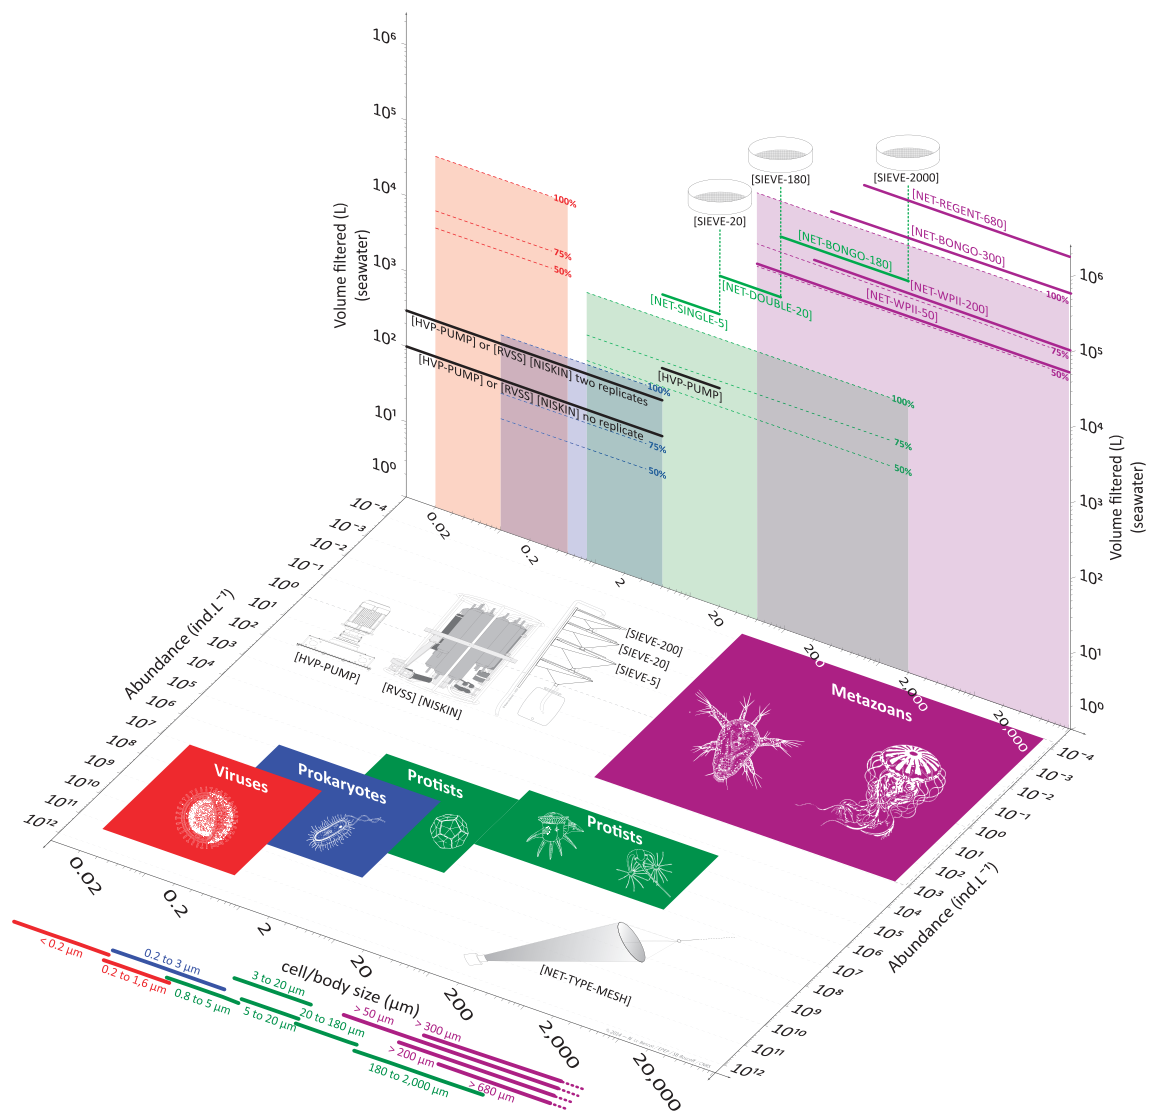 10⁶
10⁵
10⁴
10³
10²
10¹
10⁰
Volume filtered (L)
(seawater)
100%
75%
50%
[HVP-PUMP] or [RVSS] [NISKIN] two replicates
[HVP-PUMP] or [RVSS] [NISKIN] no replicate
100%
75%
50%
[SIEVE-20]
[SIEVE-180]
[SIEVE-2000]
[NET-SINGLE-5]
[NET-DOUBLE-20]
[HVP-PUMP]
100%
75%
50%
[NET-REGENT-680]
[NET-BONGO-300]
[NET-BONGO-180]
[NET-WPII-200]
[NET-WPII-50]
100%
75%
50%
10⁶
10⁵
10⁴
10³
10²
10¹
10⁰
Volume filtered (L)
(seawater)
10⁻⁴
10⁻³
10⁻²
10⁻¹
10⁰
10¹
10²
10³
10⁴
10⁵
10⁶
10⁷
10⁸
10⁹
10¹⁰
10¹¹
10¹²
Abundance (ind.L⁻¹)
0.02
0.2
2
20
200
2,000
20,000
[HVP-PUMP]
[RVSS] [NISKIN]
[SIEVE-200]
[SIEVE-20]
[SIEVE-5]
Metazoans
Viruses
Prokaryotes
Protists
Protists
[NET-TYPE-MESH]
10⁻⁴
10⁻³
10⁻²
10⁻¹
10⁰
10¹
10²
10³
10⁴
10⁵
10⁶
10⁷
10⁸
10⁹
10¹⁰
10¹¹
10¹²
Abundance (ind.L⁻¹)
0.02
0.2
2
20
200
2,000
20,000
cell/body size (µm)
< 0.2 µm
0.2 to 3 µm
0.2 to 1,6 µm
0.8 to 5 µm
3 to 20 µm
5 to 20 µm
20 to 180 µm
180 to 2,000 µm
> 50 µm
> 300 µm
> 200 µm
> 680 µm